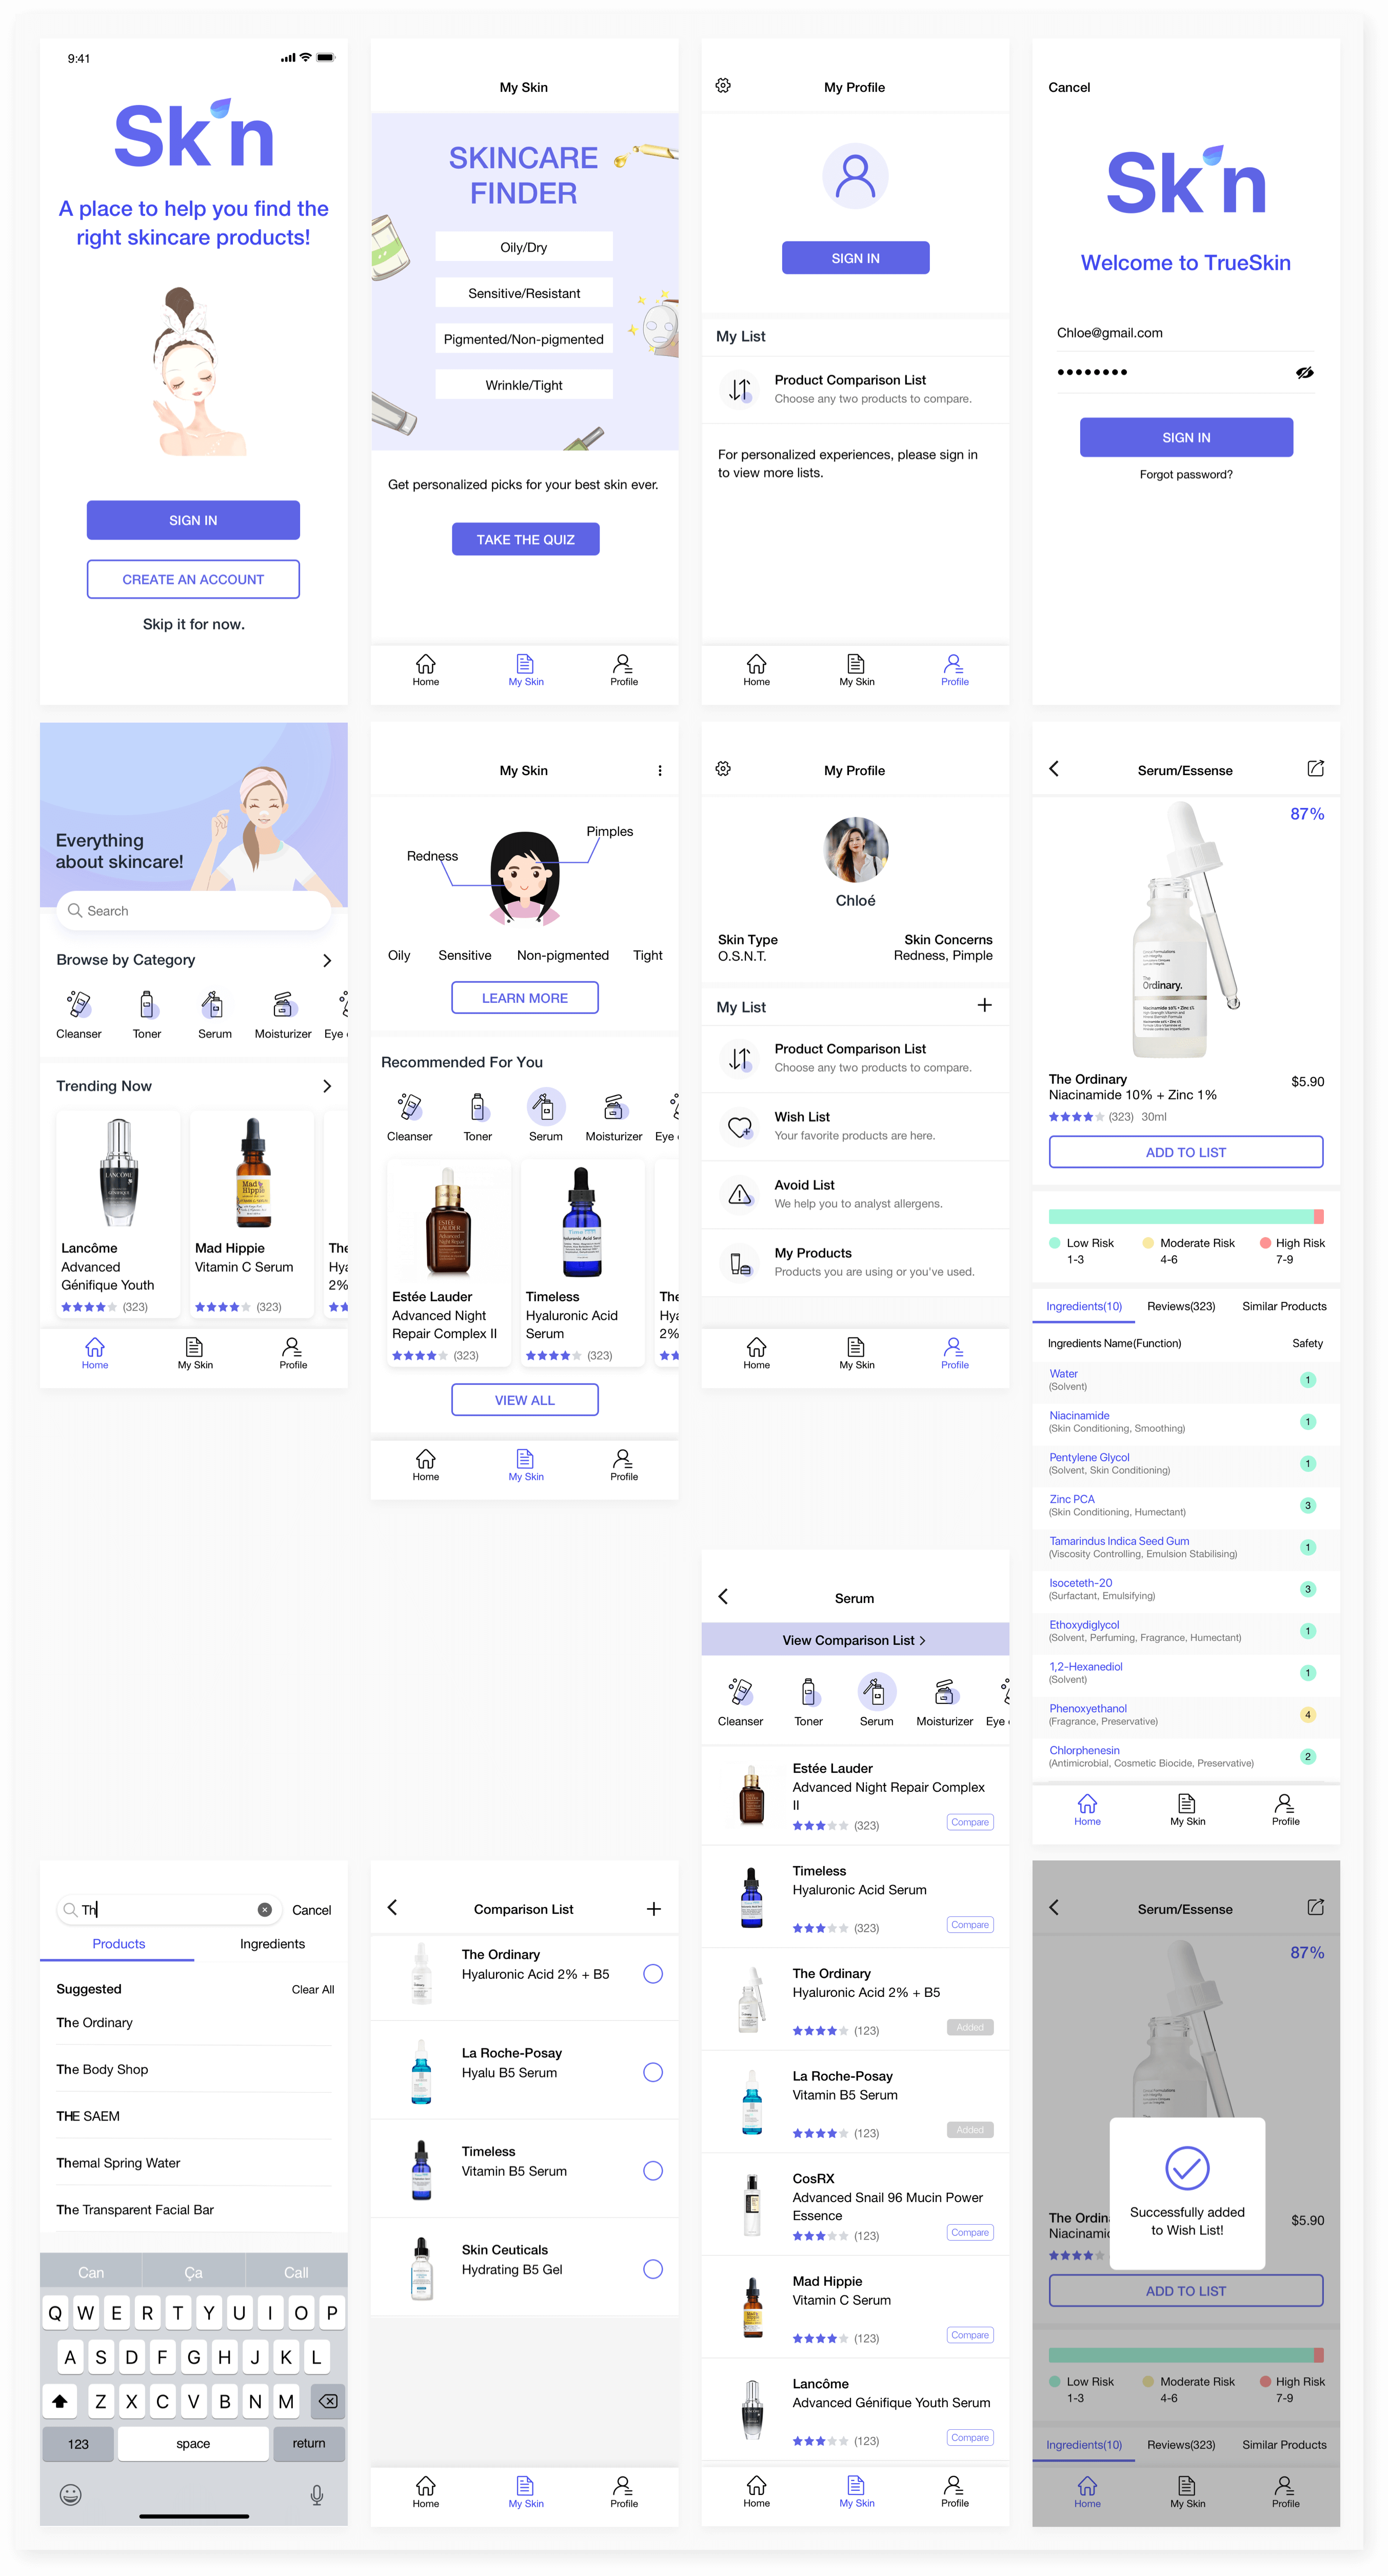 9:41
Sk'n
A place to help you find the
right skincare products!
SIGN IN
CREATE AN ACCOUNT
Skip it for now.
My Skin
SKINCARE
FINDER
Oily/Dry
Sensitive/Resistant
Pigmented/Non-pigmented
Wrinkle/Tight
Get personalized picks for your best skin ever.
TAKE THE QUIZ
Home
My Skin
Profile
My Profile
SIGN IN
My List
Product Comparison List
Choose any two products to compare.
For personalized experiences, please sign in
to view more lists.
Home
My Skin
Profile
Cancel
Sk'n
Welcome to TrueSkin
Chloe@gmail.com
SIGN IN
Forgot password?
Everything
about skincare!
Search
Browse by Category
Cleanser
Toner
Serum
Moisturizer
Eye
Trending Now
LANCÔME
GÉNIFIQUE
Mad
Hippie
Lancôme
Advanced
Génifique Youth
(323)
Mad Hippie
Vitamin C Serum
(323)
The
Hya
2%
Home
My Skin
Profile
My Skin
Redness
Pimples
Oily
Sensitive
Non-pigmented
Tight
LEARN MORE
Recommended For You
Cleanser
Toner
Serum
Moisturizer
Eye
ESTĒE
LAUDER
Advanced
Night Repair
Estée Lauder
Advanced Night
Repair Complex II
(323)
Timeless
Hyaluronic Acid
Serum
(323)
The
Hya
2%
VIEW ALL
Home
My Skin
Profile
My Profile
Chloé
Skin Type
O.S.N.T.
Skin Concerns
Redness, Pimple
My List
Product Comparison List
Choose any two products to compare.
Wish List
Your favorite products are here.
Avoid List
We help you to analyst allergens.
My Products
Products you are using or you've used.
Home
My Skin
Profile
Serum/Essense
87%
The
Ordinary.
Niacinamide 10% + Zinc 1%
The Ordinary
Niacinamide 10% + Zinc 1%
$5.90
(323)
30ml
ADD TO LIST
Low Risk
1-3
Moderate Risk
4-6
High Risk
7-9
Ingredients(10)
Reviews(323)
Similar Products
Ingredients Name(Function)
Safety
Water
(Solvent)
1
Niacinamide
(Skin Conditioning, Smoothing)
1
Pentylene Glycol
(Solvent, Skin Conditioning)
1
Zinc PCA
(Skin Conditioning, Humectant)
3
Tamarindus Indica Seed Gum
(Viscosity Controlling, Emulsion Stabilising)
1
Isoceteth-20
(Surfactant, Emulsifying)
3
Ethoxydiglycol
(Solvent, Perfuming, Fragrance, Humectant)
1
1,2-Hexanediol
(Solvent)
1
Phenoxyethanol
(Fragrance, Preservative)
4
Chlorphenesin
(Antimicrobial, Cosmetic Biocide, Preservative)
2
Home
My Skin
Profile
Serum
View Comparison List
Cleanser
Toner
Serum
Moisturizer
Eye
Estée Lauder
Advanced Night Repair Complex
II
(323)
Compare
Timeless
Hyaluronic Acid Serum
(323)
Compare
The Ordinary
Hyaluronic Acid 2% + B5
(123)
Added
La Roche-Posay
Vitamin B5 Serum
(123)
Added
CosRX
Advanced Snail 96 Mucin Power
Essence
(123)
Compare
Mad Hippie
Vitamin C Serum
(123)
Compare
Lancôme
Advanced Génifique Youth Serum
(123)
Compare
Home
My Skin
Profile
Th
Cancel
Products
Ingredients
Suggested
Clear All
The Ordinary
The Body Shop
THE SAEM
Themal Spring Water
The Transparent Facial Bar
Can
Ça
Call
Q W E R T Y U I O P
A S D F G H J K L
Z X C V B N M
123
space
return
Comparison List
The Ordinary
Hyaluronic Acid 2% + B5
La Roche-Posay
Hyalu B5 Serum
Timeless
Vitamin B5 Serum
Skin Ceuticals
Hydrating B5 Gel
Home
My Skin
Profile
Serum/Essense
87%
Successfully added
to Wish List!
The Ordin
Niacinami
$5.90
ADD TO LIST
Low Risk
1-3
Moderate Risk
4-6
High Risk
7-9
Ingredients(10)
Reviews(323)
Similar Products
Home
My Skin
Profile